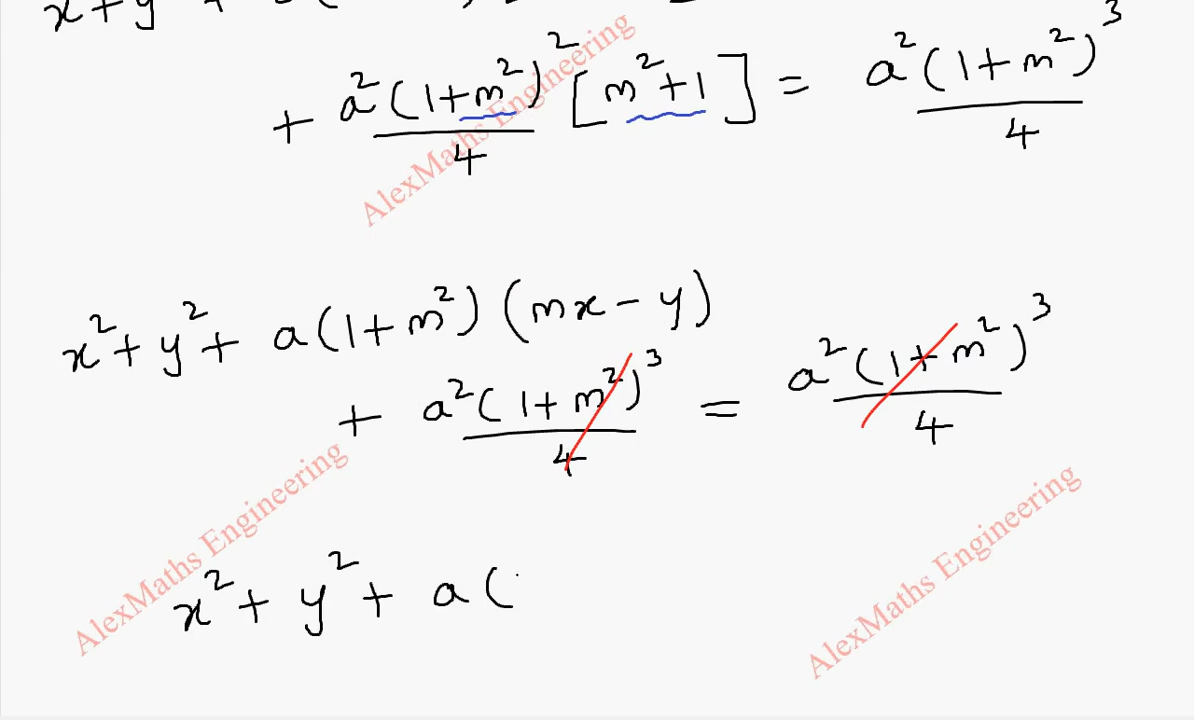 x+y +
+ a²(1+m²)²/4 [m²+1] = a²(1+m²)³/4
x²+y²+ a(1+m²)(mx-y)
+ a²(1+m²)³/4 = a²(1+m²)³/4
x²+y²+ a(
AlexMaths Engineering
AlexMaths Engineering
AlexMaths Engineering